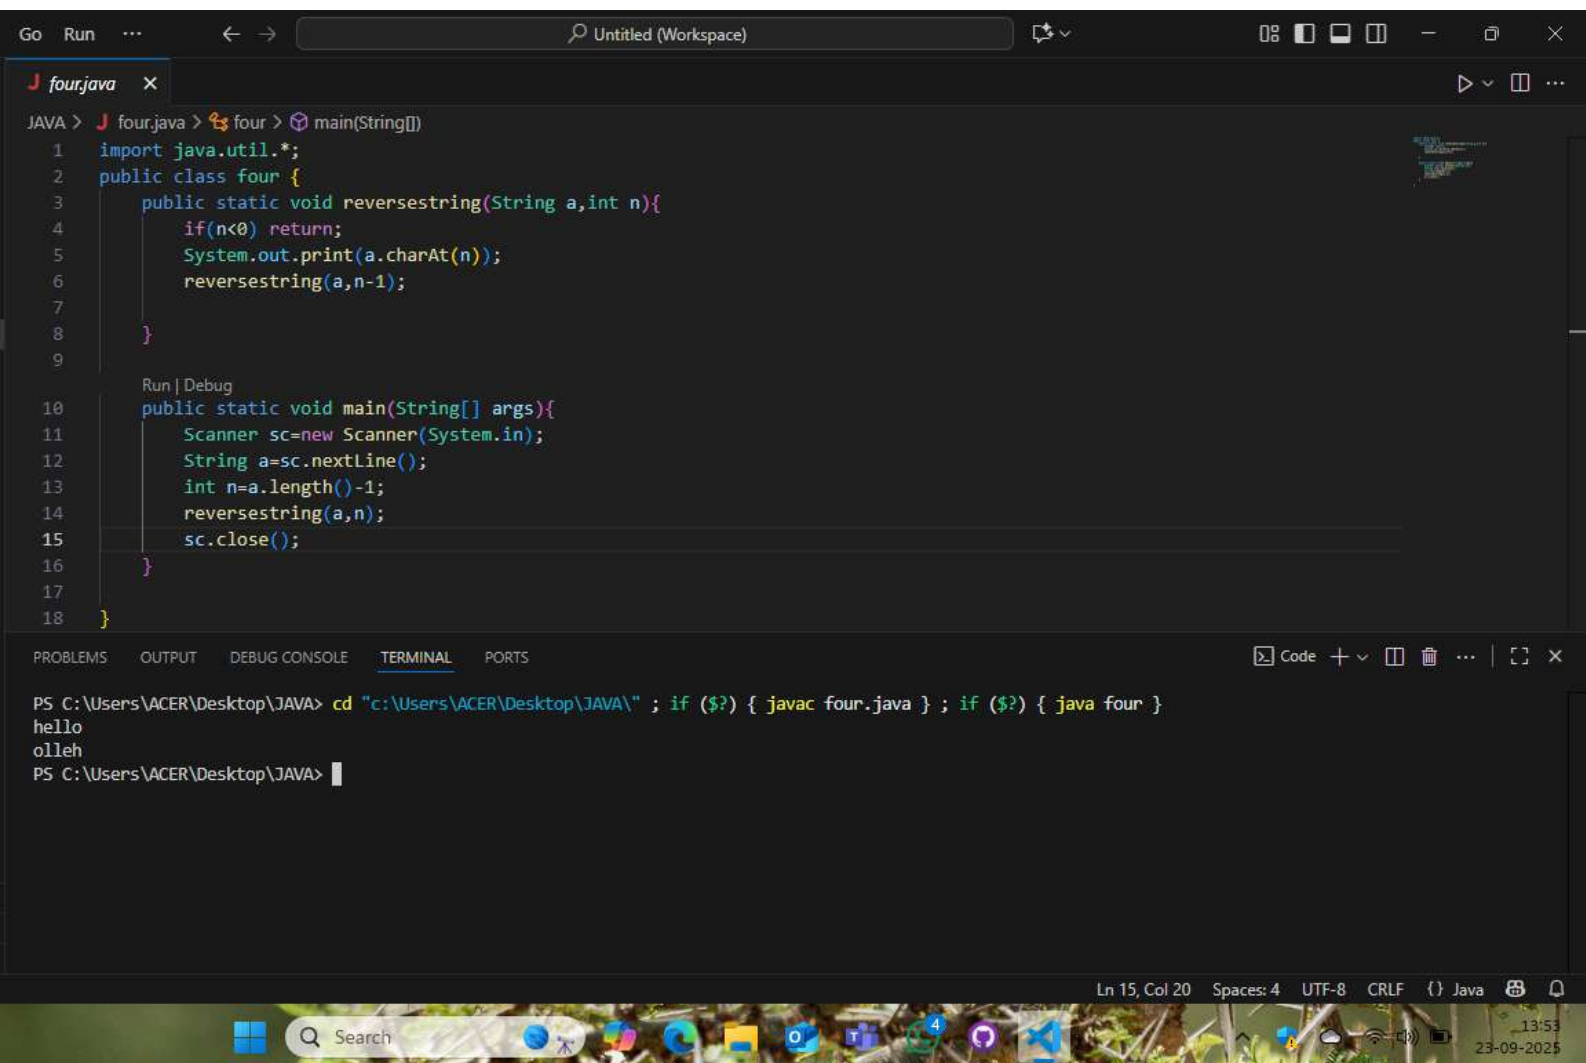 Go Run ···
Untitled (Workspace)
J four.java
JAVA > J four.java > four > main(String[])
1 import java.util.*;
2 public class four {
3 public static void reversestring(String a,int n){
4 if(n<0) return;
5 System.out.print(a.charAt(n));
6 reversestring(a,n-1);
7
8 }
9
Run | Debug
10 public static void main(String[] args){
11 Scanner sc=new Scanner(System.in);
12 String a=sc.nextLine();
13 int n=a.length()-1;
14 reversestring(a,n);
15 sc.close();
16 }
17
18 }
PROBLEMS OUTPUT DEBUG CONSOLE TERMINAL PORTS
Code
PS C:\Users\ACER\Desktop\JAVA> cd "c:\Users\ACER\Desktop\JAVA\" ; if ($?) { javac four.java } ; if ($?) { java four }
hello
olleh
PS C:\Users\ACER\Desktop\JAVA>
Ln 15, Col 20 Spaces: 4 UTF-8 CRLF {} Java
Search
4
13:53
23-09-2025